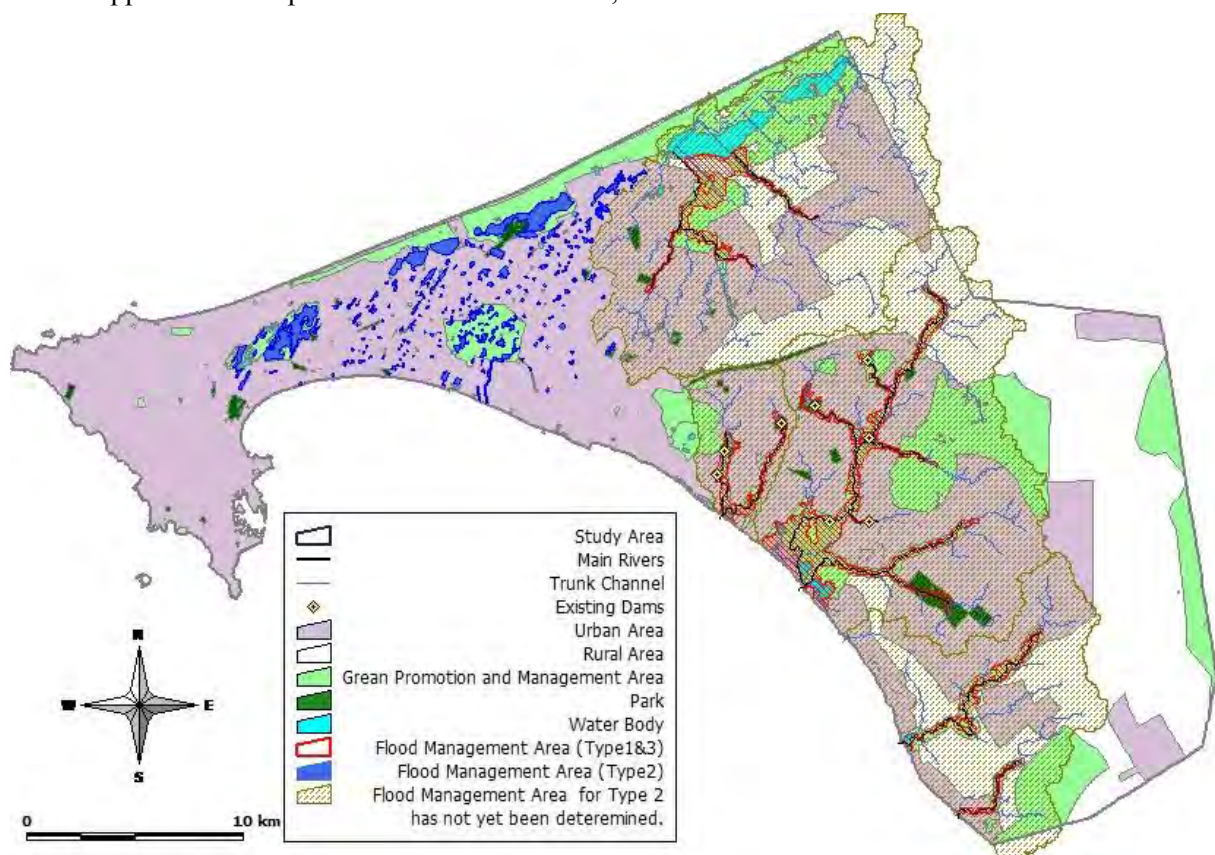 Study Area
Main Rivers
Trunk Channel
Existing Dams
Urban Area
Rural Area
Grean Promotion and Management Area
Park
Water Body
Flood Management Area (Type1&3)
Flood Management Area (Type2)
Flood Management Area for Type 2
has not yet been deteremined.
N
W E
S
0 10 km